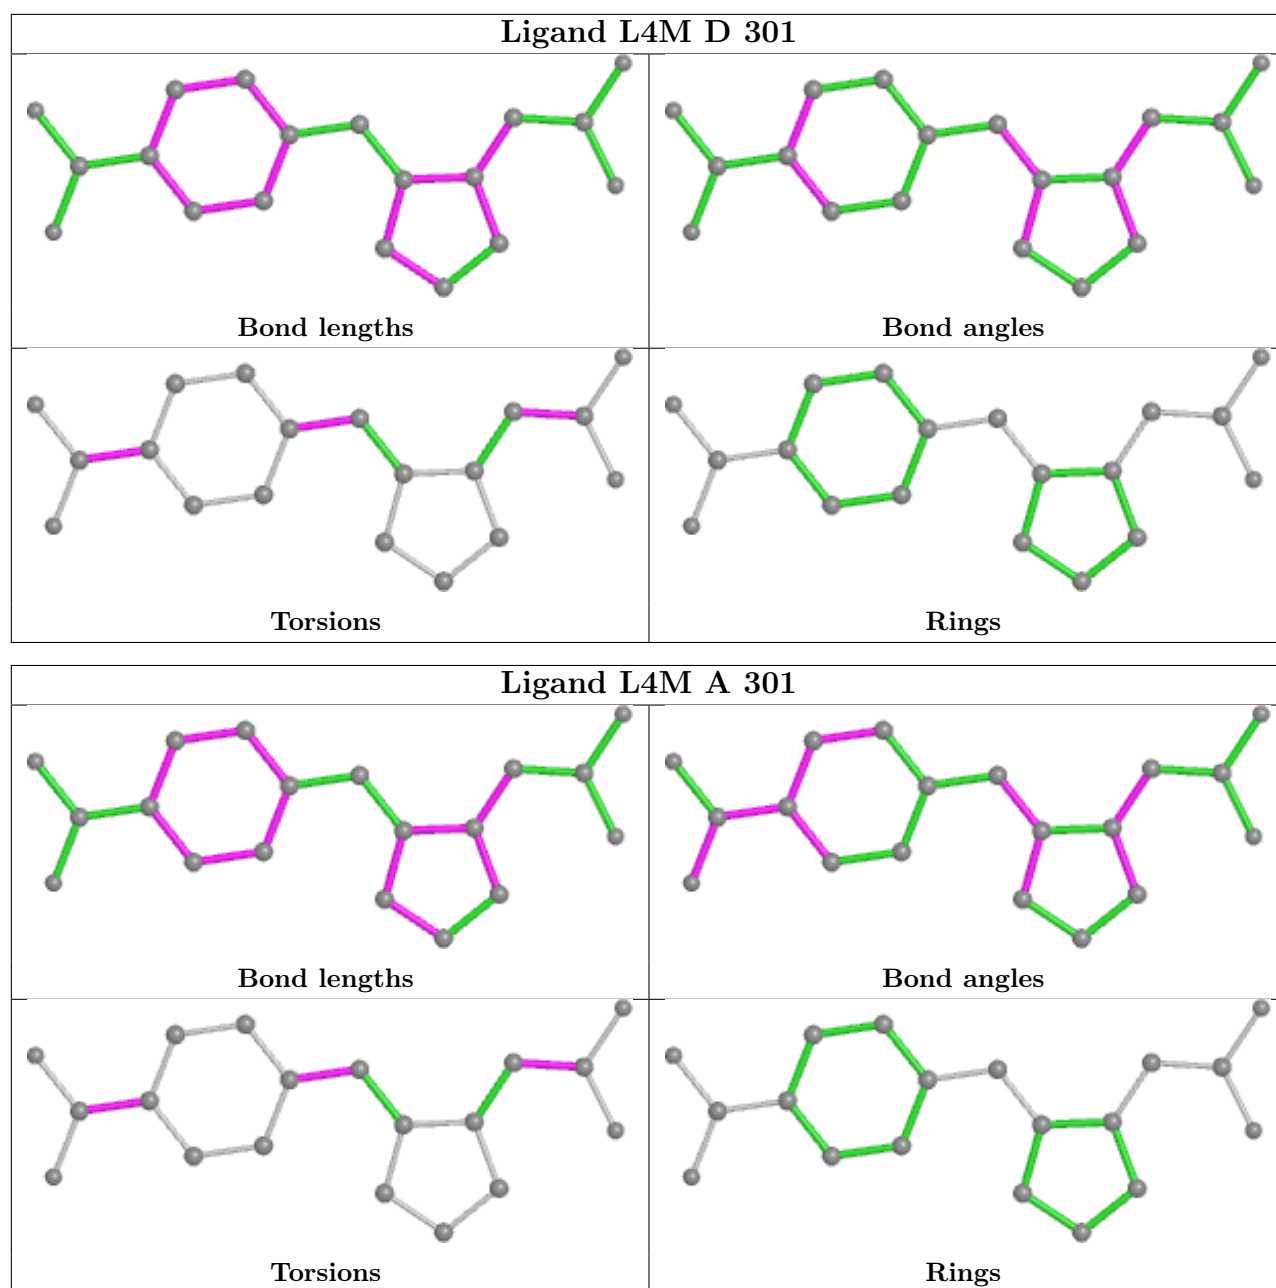 Ligand L4M D 301
Bond lengths
Bond angles
Torsions
Rings
Ligand L4M A 301
Bond lengths
Bond angles
Torsions
Rings